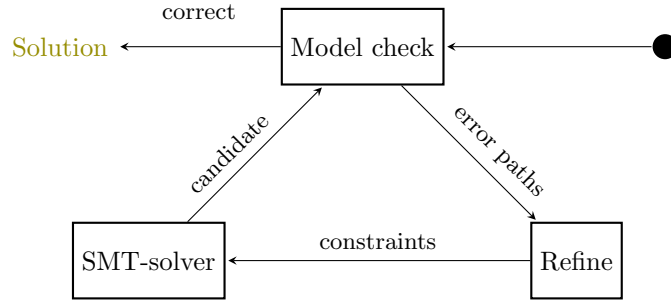 correct
Solution
Model check
candidate
error paths
constraints
SMT-solver
Refine